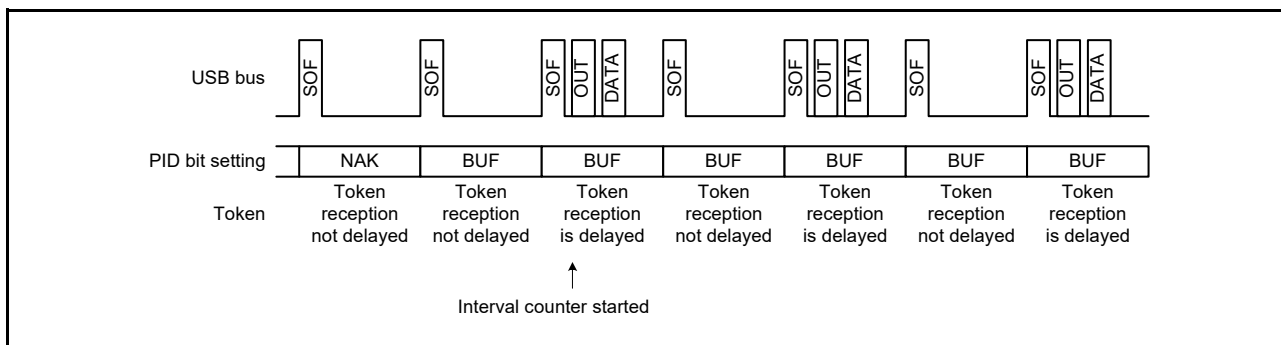 USB bus
SOF
SOF
SOF
OUT
DATA
SOF
SOF
OUT
DATA
SOF
SOF
OUT
DATA
PID bit setting
NAK
BUF
BUF
BUF
BUF
BUF
BUF
Token
Token
reception
not delayed
Token
reception
not delayed
Token
reception
is delayed
Token
reception
not delayed
Token
reception
is delayed
Token
reception
not delayed
Token
reception
is delayed
Interval counter started